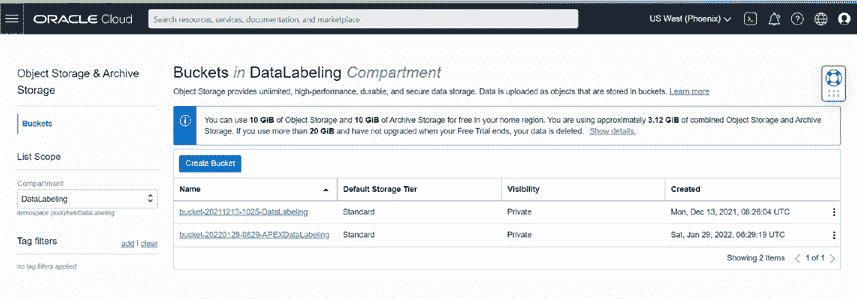 ORACLE Cloud
Search resources, services, documentation, and marketplace
US West (Phoenix)
Object Storage & Archive
Storage
Buckets
List Scope
Compartment
DataLabeling
demospace (root)/heli/DataLabeling
Tag filters
add | clear
no tag filters applied
Buckets in DataLabeling Compartment
Object Storage provides unlimited, high-performance, durable, and secure data storage. Data is uploaded as objects that are stored in buckets. Learn more
You can use 10 GiB of Object Storage and 10 GiB of Archive Storage for free in your home region. You are using approximately 3.12 GiB of combined Object Storage and Archive
Storage. If you use more than 20 GiB and have not upgraded when your Free Trial ends, your data is deleted. Show details.
Create Bucket
Name Default Storage Tier Visibility Created
bucket-20211213-1025-DataLabeling Standard Private Mon, Dec 13, 2021, 08:26:04 UTC
bucket-20220129-0829-APEXDataLabeling Standard Private Sat, Jan 29, 2022, 06:29:19 UTC
Showing 2 Items < 1 of 1 >